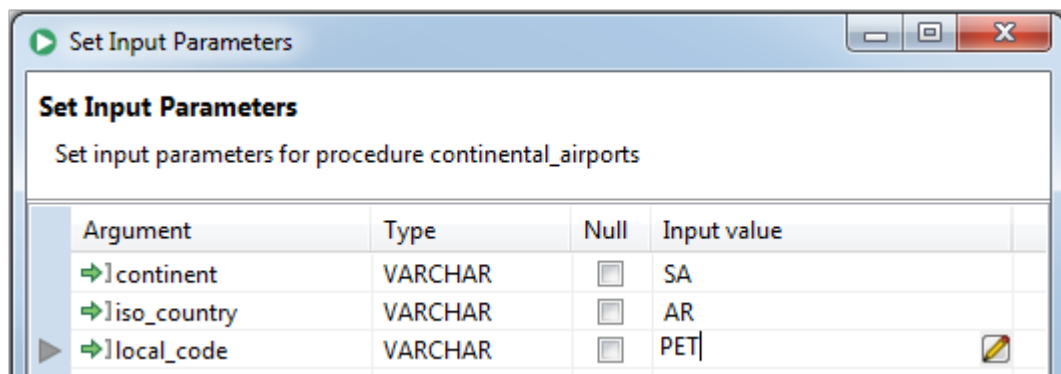 Set Input Parameters
Set Input Parameters
Set input parameters for procedure continental_airports
Argument Type Null Input value
continent VARCHAR SA
iso_country VARCHAR AR
local_code VARCHAR PET